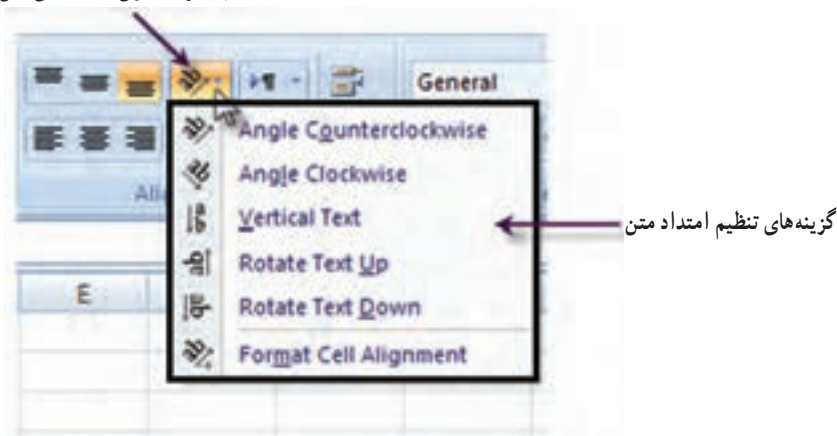 General
Angle Counterclockwise
Angle Clockwise
Vertical Text
گزینه‌های تنظیم امتداد متن
Rotate Text Up
E
Rotate Text Down
Format Cell Alignment